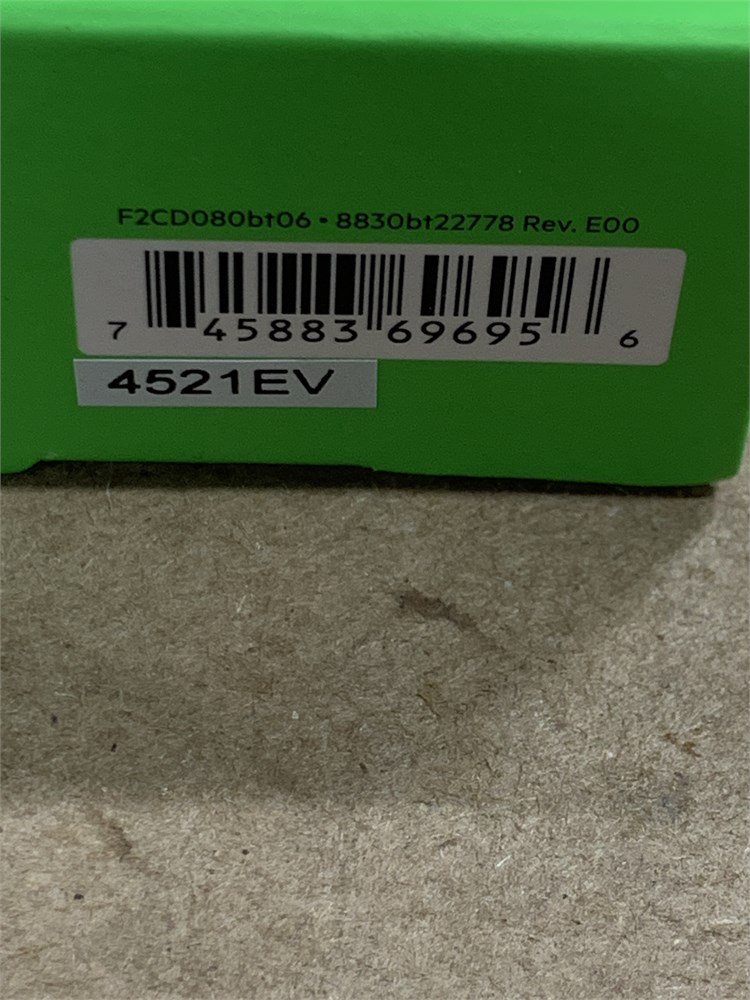 F2CD080bt06 • 8830bt22778 Rev. E00
7 45883 69695 6
4521EV